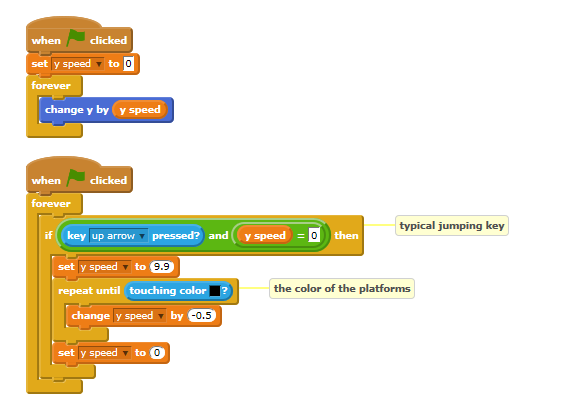 when clicked
set y speed to 0
forever
change y by y speed
when clicked
forever
if key up arrow pressed? and y speed = 0 then
typical jumping key
set y speed to 9.9
repeat until touching color ?
the color of the platforms
change y speed by -0.5
set y speed to 0